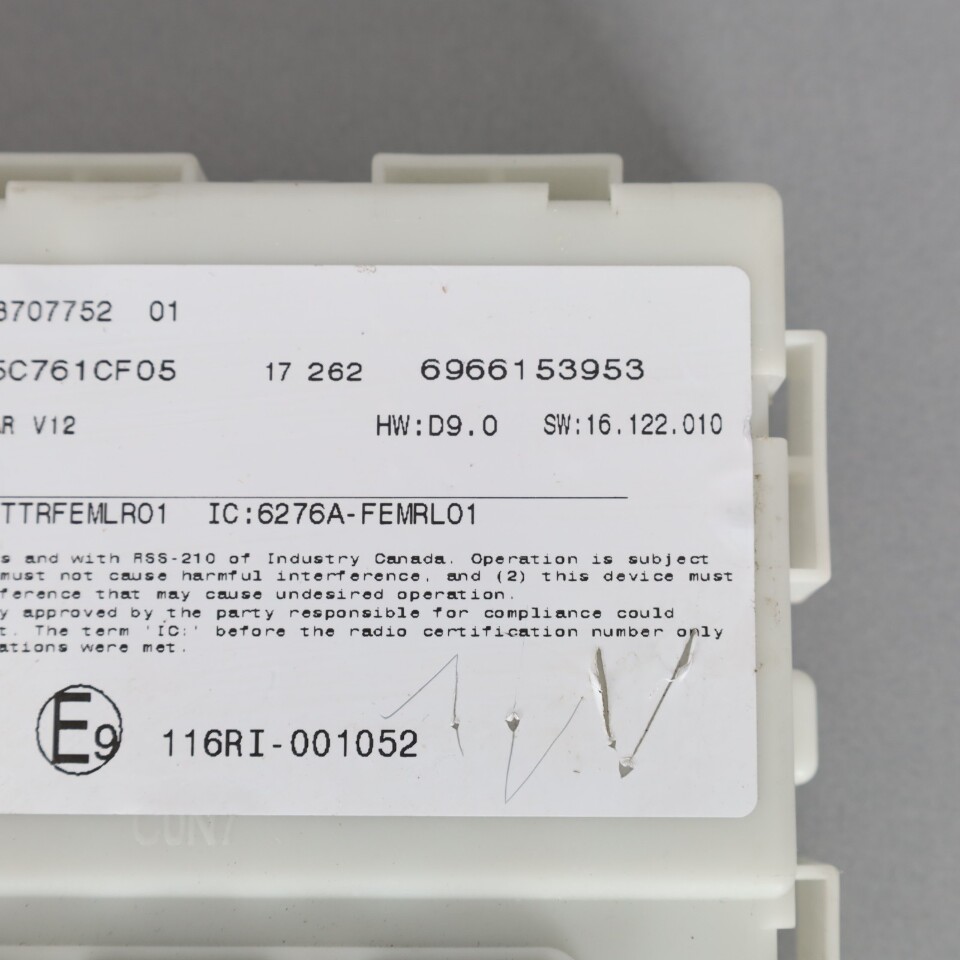 8707752 01
5C761CF05 17 262 6966153953
AR V12 HW:D9.0 SW:16.122.010
TTRFEMLR01 IC:6276A-FEMRL01
s and with RSS-210 of Industry Canada. Operation is subject
must not cause harmful interference, and (2) this device must
ference that may cause undesired operation.
y approved by the party responsible for compliance could
t. The term 'IC:' before the radio certification number only
ations were met.
E9 116RI-001052